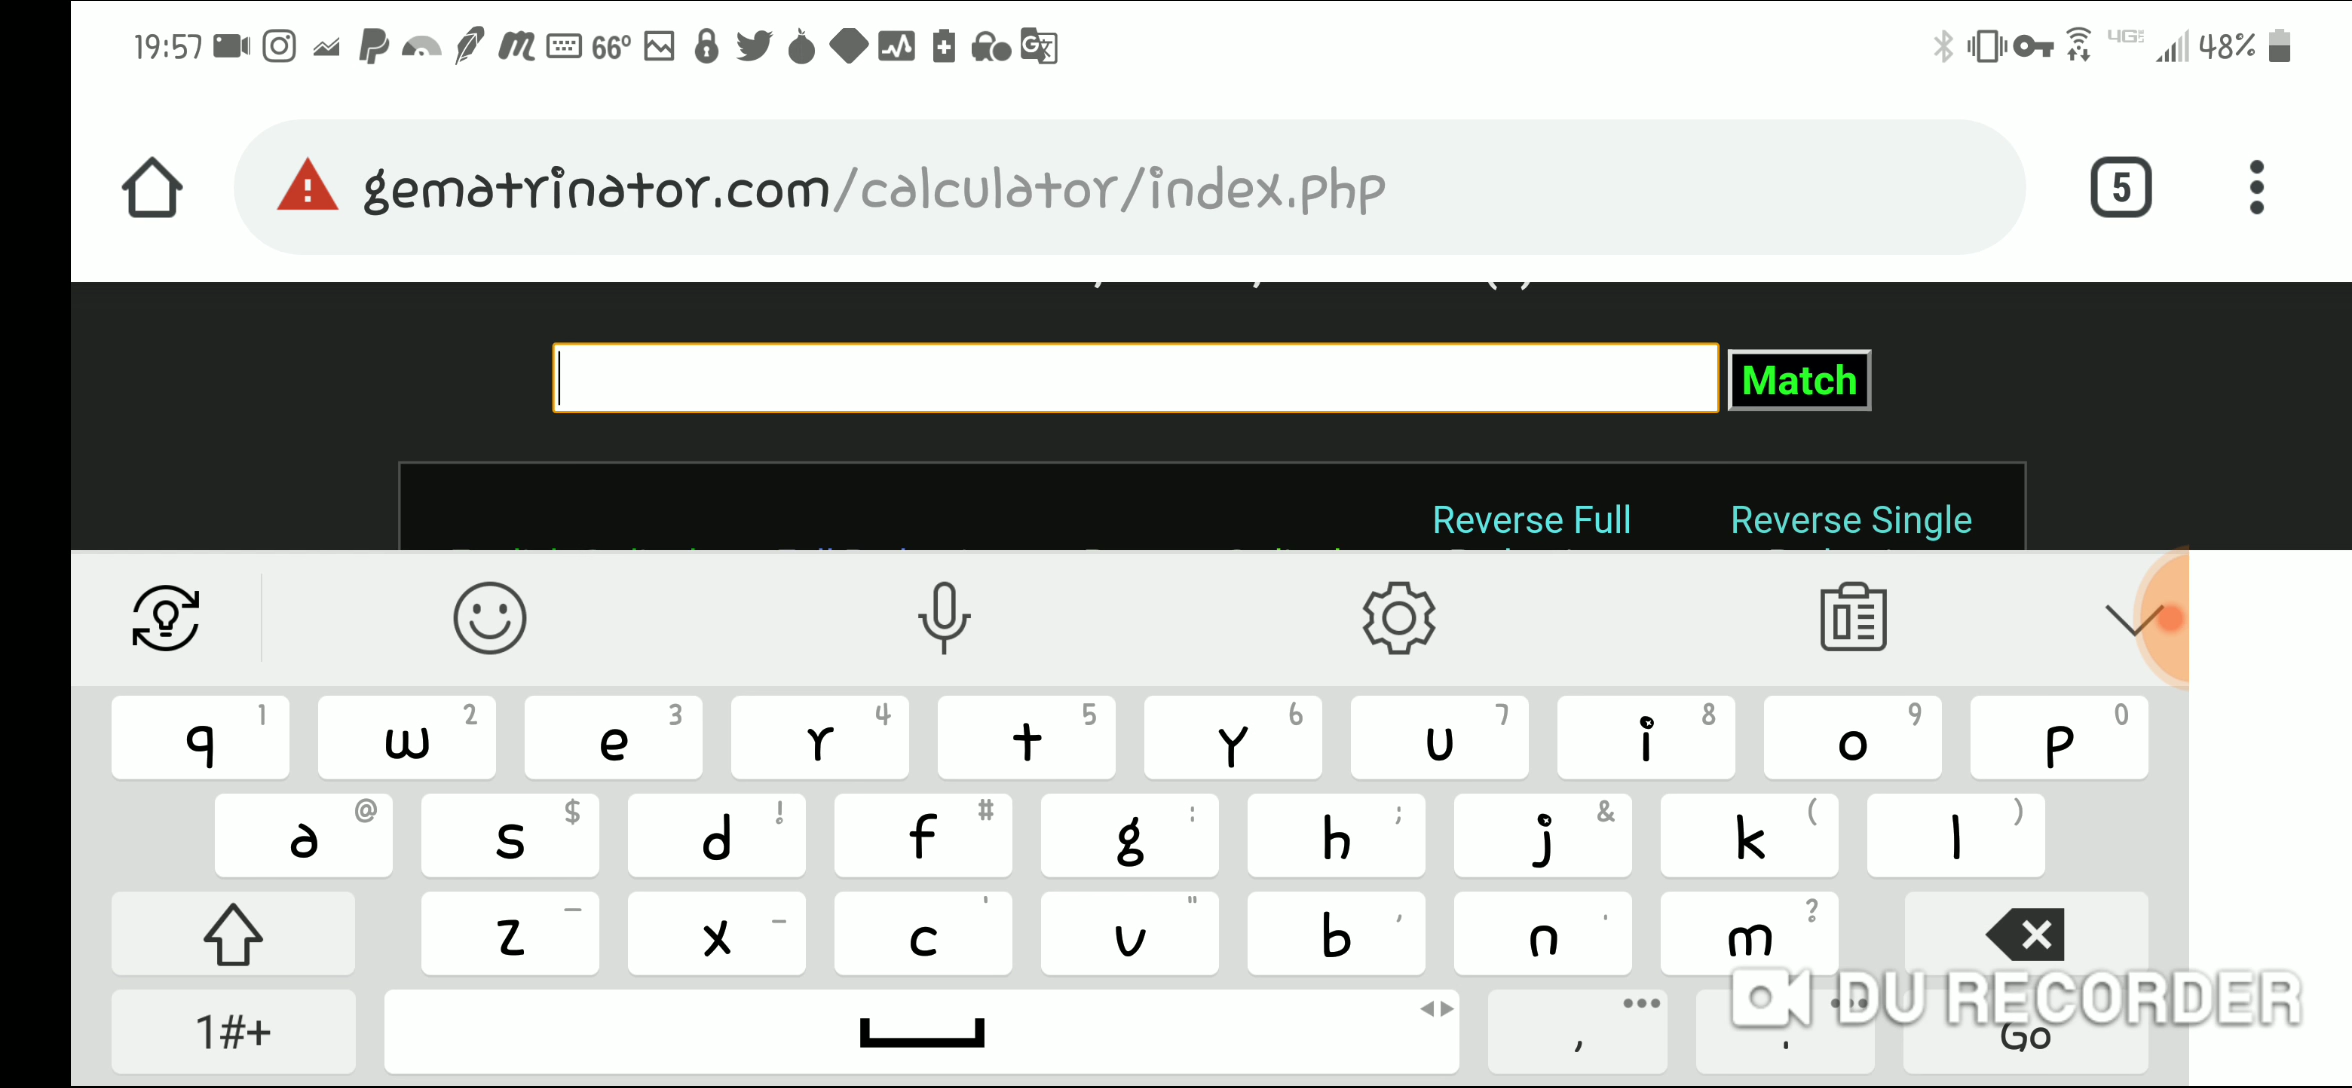 19:57 66° 4G 48%
gematrinator.com/calculator/index.php 5
Match
Reverse Full Reverse Single
q 1 w 2 e 3 r 4 t 5 y 6 u 7 i 8 o 9 p 0
a @ s $ d ! f # g : h ; j & k ( l )
z — x - c ' v " b , n . m ?
1#+ , . Go
DU RECORDER